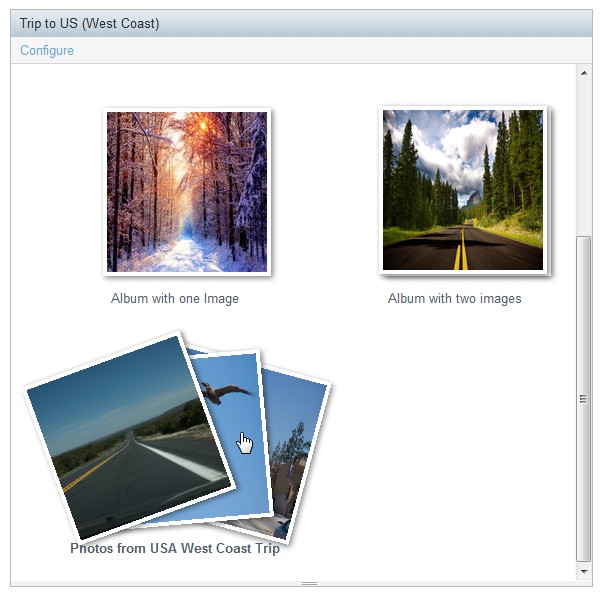 Trip to US (West Coast)
Configure
Album with one Image
Album with two images
Photos from USA West Coast Trip